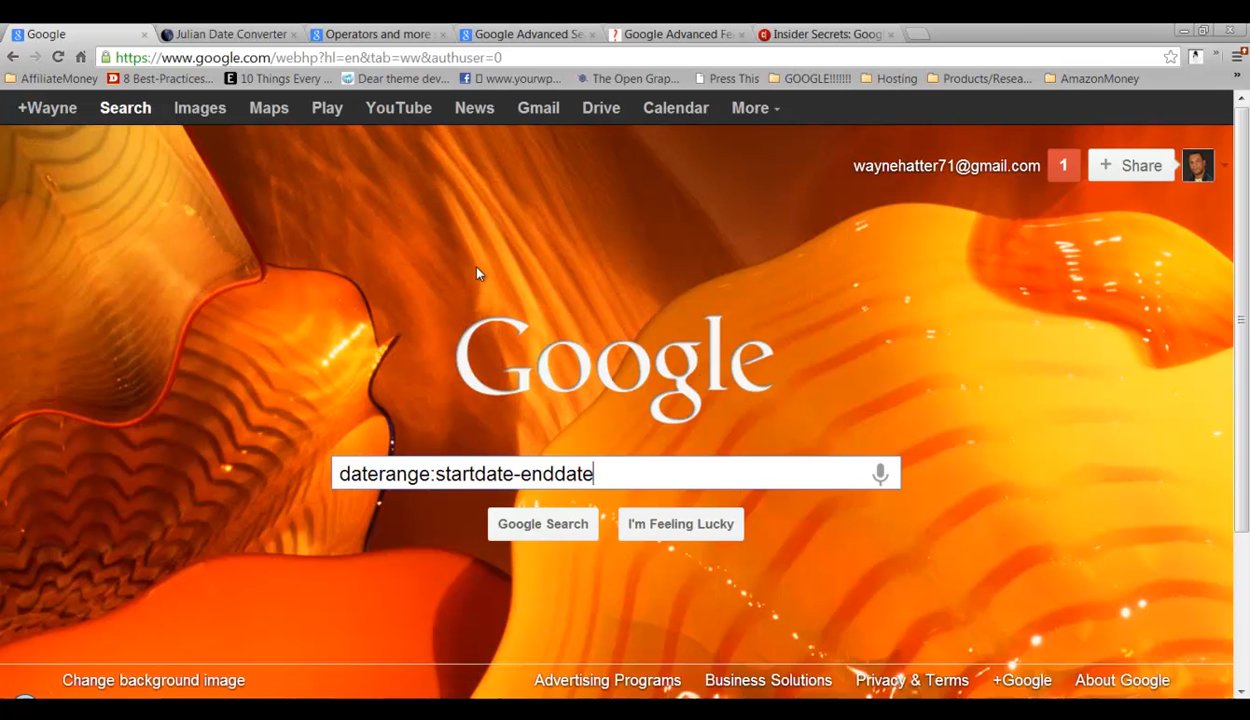 Google
Julian Date Converter
Operators and more
Google Advanced Se
Google Advanced Fe
Insider Secrets: Goog
https://www.google.com/webhp?hl=en&tab=ww&authuser=0
AffiliateMoney
8 Best-Practices...
10 Things Every ...
Dear theme dev...
www.yourwp...
The Open Grap...
Press This
GOOGLE!!!!!!!
Hosting
Products/Resea...
AmazonMoney
+Wayne Search Images Maps Play YouTube News Gmail Drive Calendar More
waynehatter71@gmail.com 1 + Share
Google
daterange:startdate-enddate
Google Search I'm Feeling Lucky
Change background image Advertising Programs Business Solutions Privacy & Terms +Google About Google